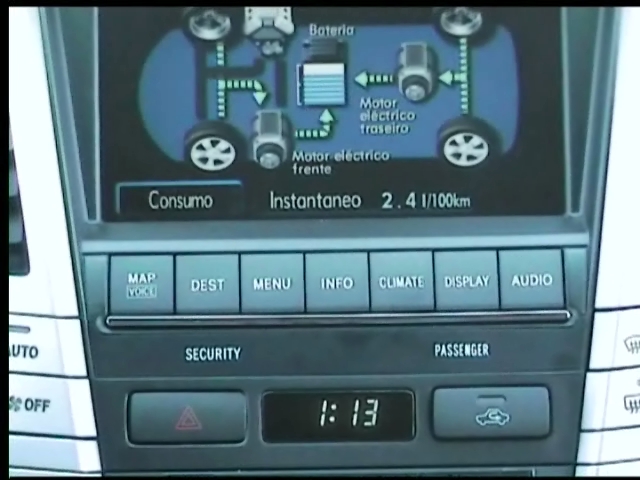 Batería
Motor
eléctrico
traseiro
Motor eléctrico
frente
Consumo Instantaneo 2.4 l/100km
MAP
VOICE
DEST
MENU
INFO
CLIMATE
DISPLAY
AUDIO
SECURITY
PASSENGER
AUTO
OFF
1:13